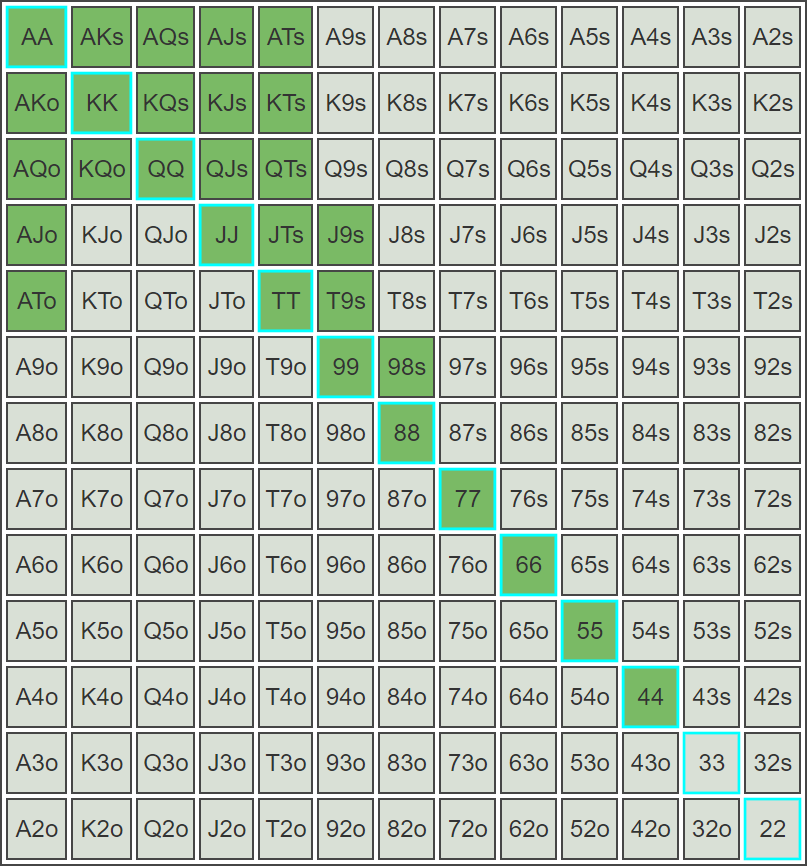 AA AKs AQs AJs ATs A9s A8s A7s A6s A5s A4s A3s A2s
AKo KK KQs KJs KTs K9s K8s K7s K6s K5s K4s K3s K2s
AQo KQo QQ QJs QTs Q9s Q8s Q7s Q6s Q5s Q4s Q3s Q2s
AJo KJo QJo JJ JTs J9s J8s J7s J6s J5s J4s J3s J2s
ATo KTo QTo JTo TT T9s T8s T7s T6s T5s T4s T3s T2s
A9o K9o Q9o J9o T9o 99 98s 97s 96s 95s 94s 93s 92s
A8o K8o Q8o J8o T8o 98o 88 87s 86s 85s 84s 83s 82s
A7o K7o Q7o J7o T7o 97o 87o 77 76s 75s 74s 73s 72s
A6o K6o Q6o J6o T6o 96o 86o 76o 66 65s 64s 63s 62s
A5o K5o Q5o J5o T5o 95o 85o 75o 65o 55 54s 53s 52s
A4o K4o Q4o J4o T4o 94o 84o 74o 64o 54o 44 43s 42s
A3o K3o Q3o J3o T3o 93o 83o 73o 63o 53o 43o 33 32s
A2o K2o Q2o J2o T2o 92o 82o 72o 62o 52o 42o 32o 22